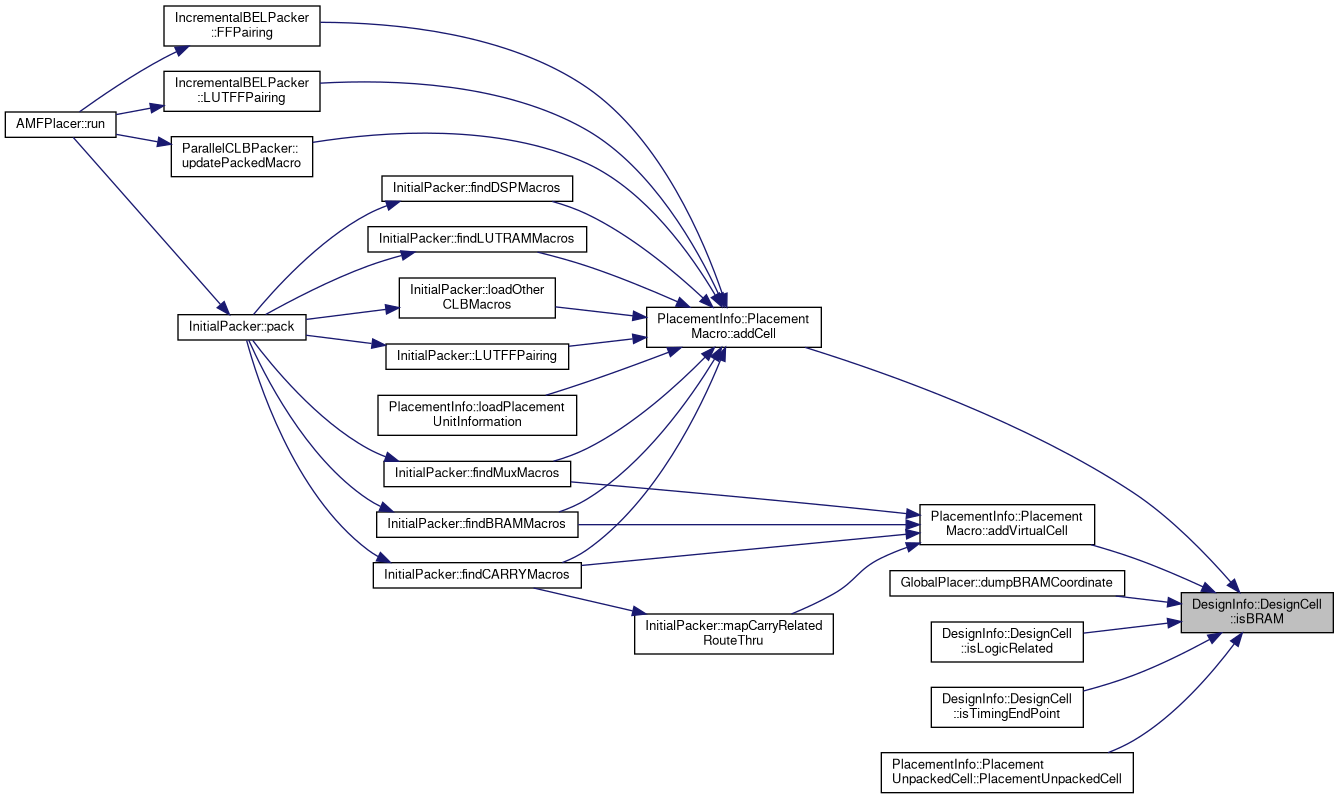 IncrementalBELPacker
::FFPairing
IncrementalBELPacker
::LUTFFPairing
AMFPlacer::run
ParallelCLBPacker::
updatePackedMacro
InitialPacker::findDSPMacros
InitialPacker::findLUTRAMMacros
InitialPacker::loadOther
CLBMacros
InitialPacker::pack
PlacementInfo::Placement
Macro::addCell
InitialPacker::LUTFFPairing
PlacementInfo::loadPlacement
UnitInformation
InitialPacker::findMuxMacros
InitialPacker::findBRAMMacros
PlacementInfo::Placement
Macro::addVirtualCell
InitialPacker::findCARRYMacros
GlobalPlacer::dumpBRAMCoordinate
DesignInfo::DesignCell
::isBRAM
InitialPacker::mapCarryRelated
RouteThru
DesignInfo::DesignCell
::isLogicRelated
DesignInfo::DesignCell
::isTimingEndPoint
PlacementInfo::Placement
UnpackedCell::PlacementUnpackedCell